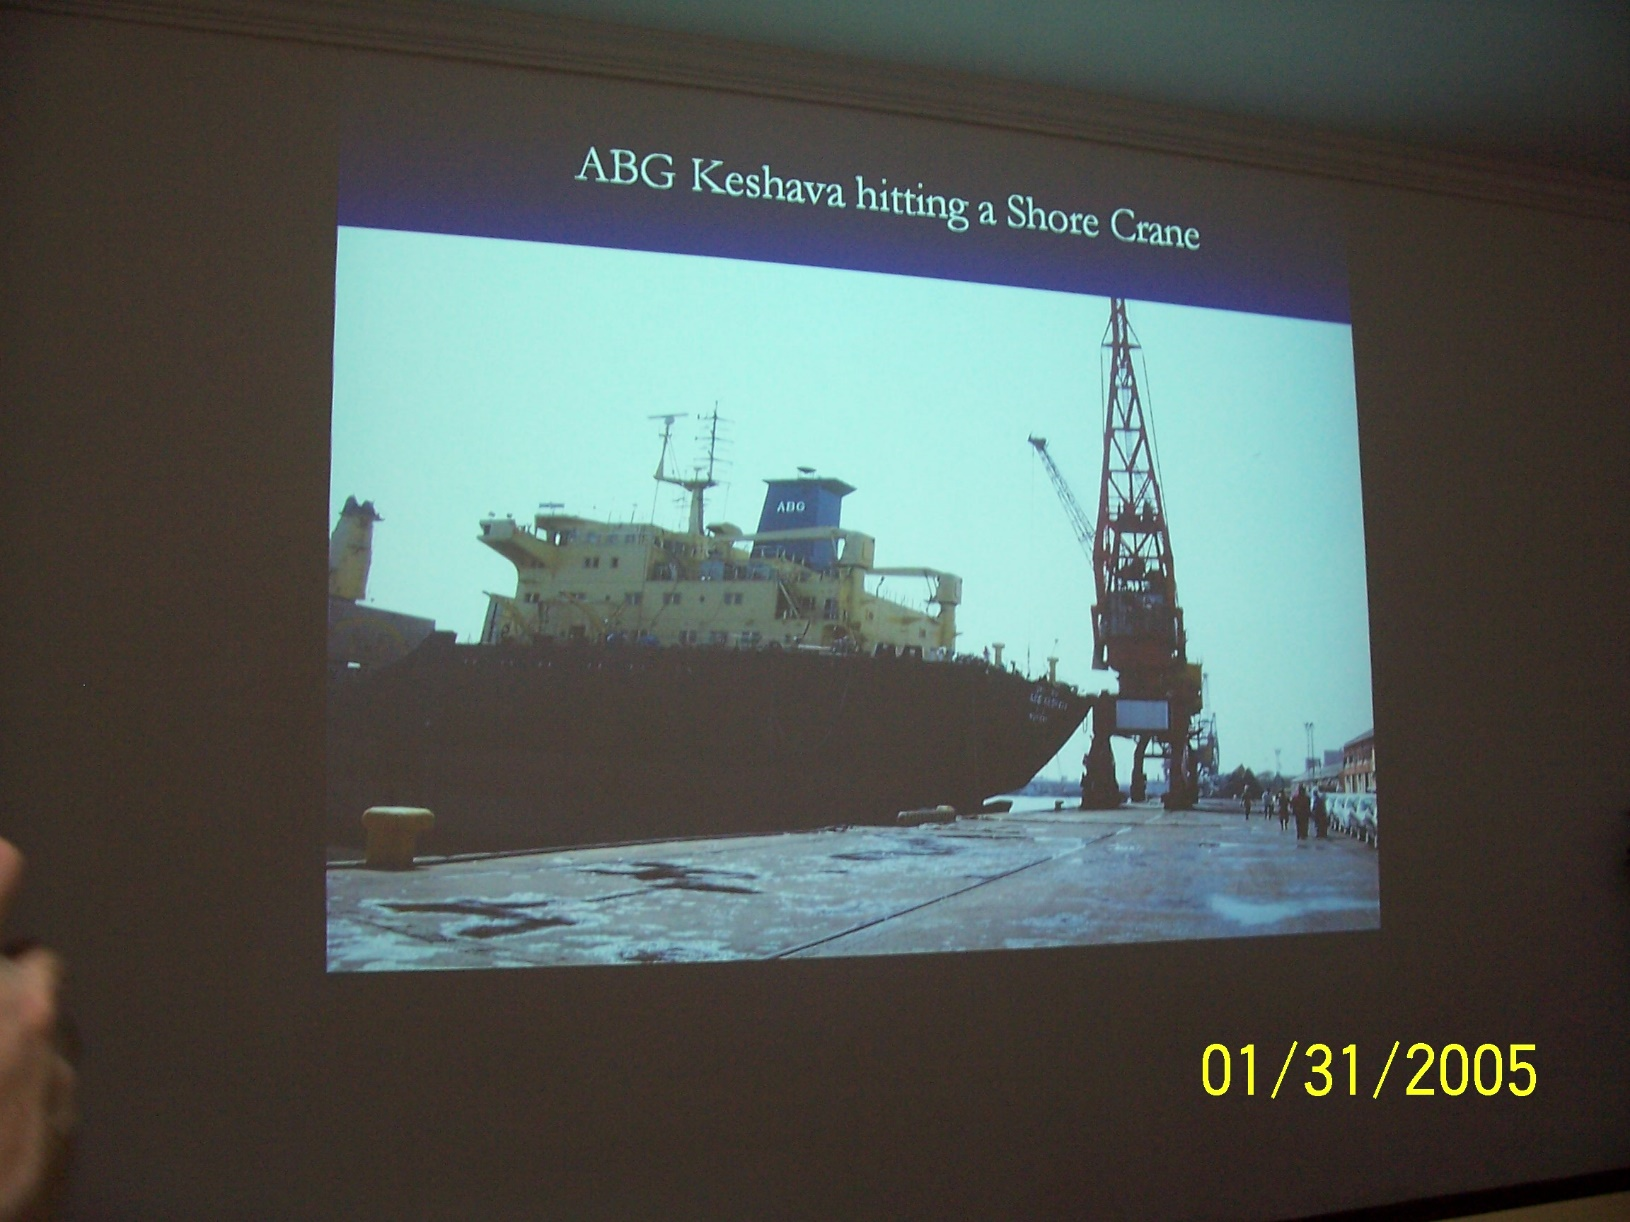 ABG Keshava hitting a Shore Crane
ABG
01/31/2005